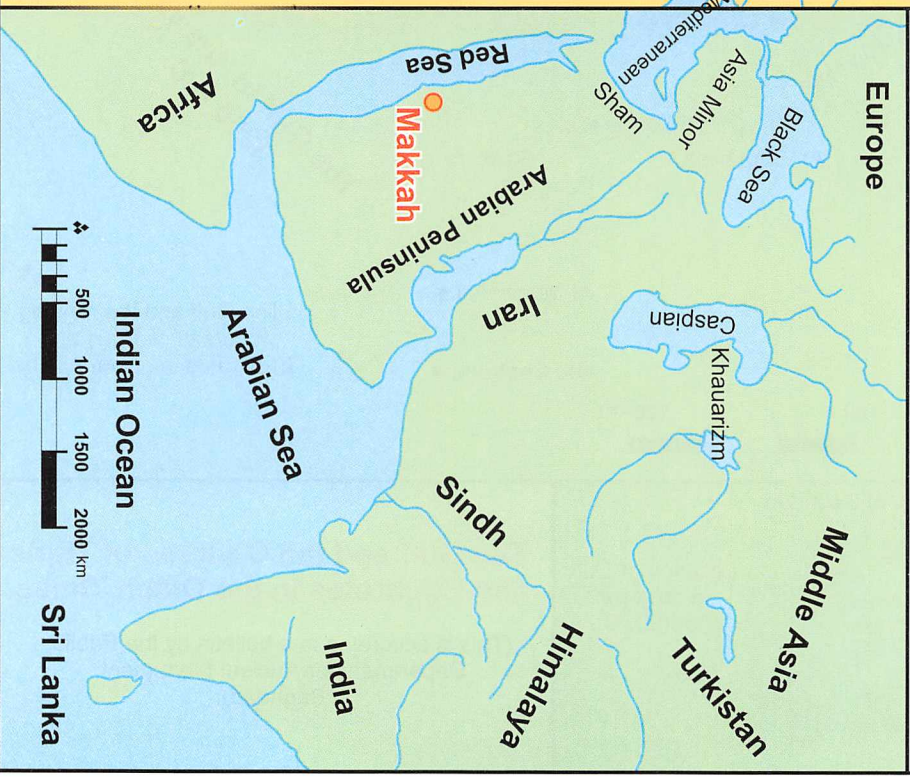 Europe
Black Sea
Asia Minor
Mediterranean
Sham
Caspian
Khauarizm
Middle Asia
Turkistan
Red Sea
Makkah
Arabian Peninsula
Iran
Africa
Sindh
Himalaya
India
Arabian Sea
Indian Ocean
500 1000 1500 2000 km
Sri Lanka